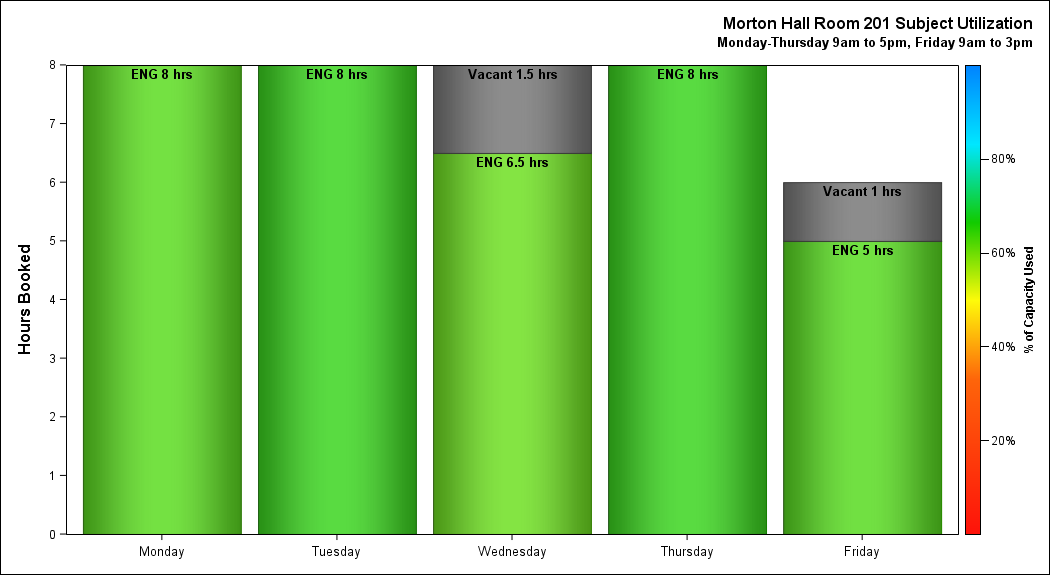 Morton Hall Room 201 Subject Utilization
Monday-Thursday 9am to 5pm, Friday 9am to 3pm
Hours Booked
8
7
6
5
4
3
2
1
0
ENG 8 hrs
ENG 8 hrs
Vacant 1.5 hrs
ENG 6.5 hrs
ENG 8 hrs
Vacant 1 hrs
ENG 5 hrs
Monday
Tuesday
Wednesday
Thursday
Friday
80%
60%
40%
20%
% of Capacity Used